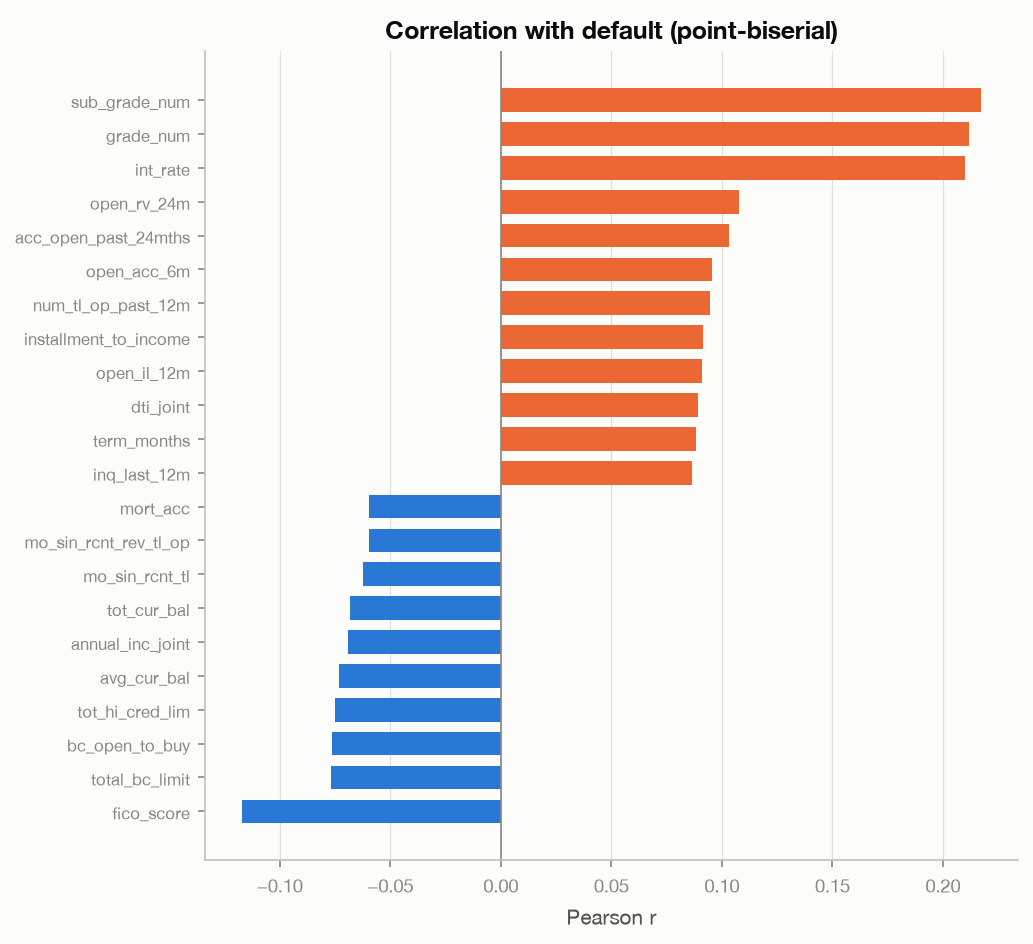 Correlation with default (point-biserial)
sub_grade_num
grade_num
int_rate
open_rv_24m
acc_open_past_24mths
open_acc_6m
num_tl_op_past_12m
installment_to_income
open_il_12m
dti_joint
term_months
inq_last_12m
mort_acc
mo_sin_rcnt_rev_tl_op
mo_sin_rcnt_tl
tot_cur_bal
annual_inc_joint
avg_cur_bal
tot_hi_cred_lim
bc_open_to_buy
total_bc_limit
fico_score
−0.10 −0.05 0.00 0.05 0.10 0.15 0.20
Pearson r